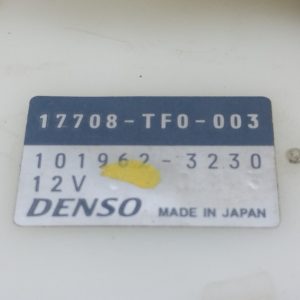 17708-TF0-003
101962-3230
12V
DENSO MADE IN JAPAN